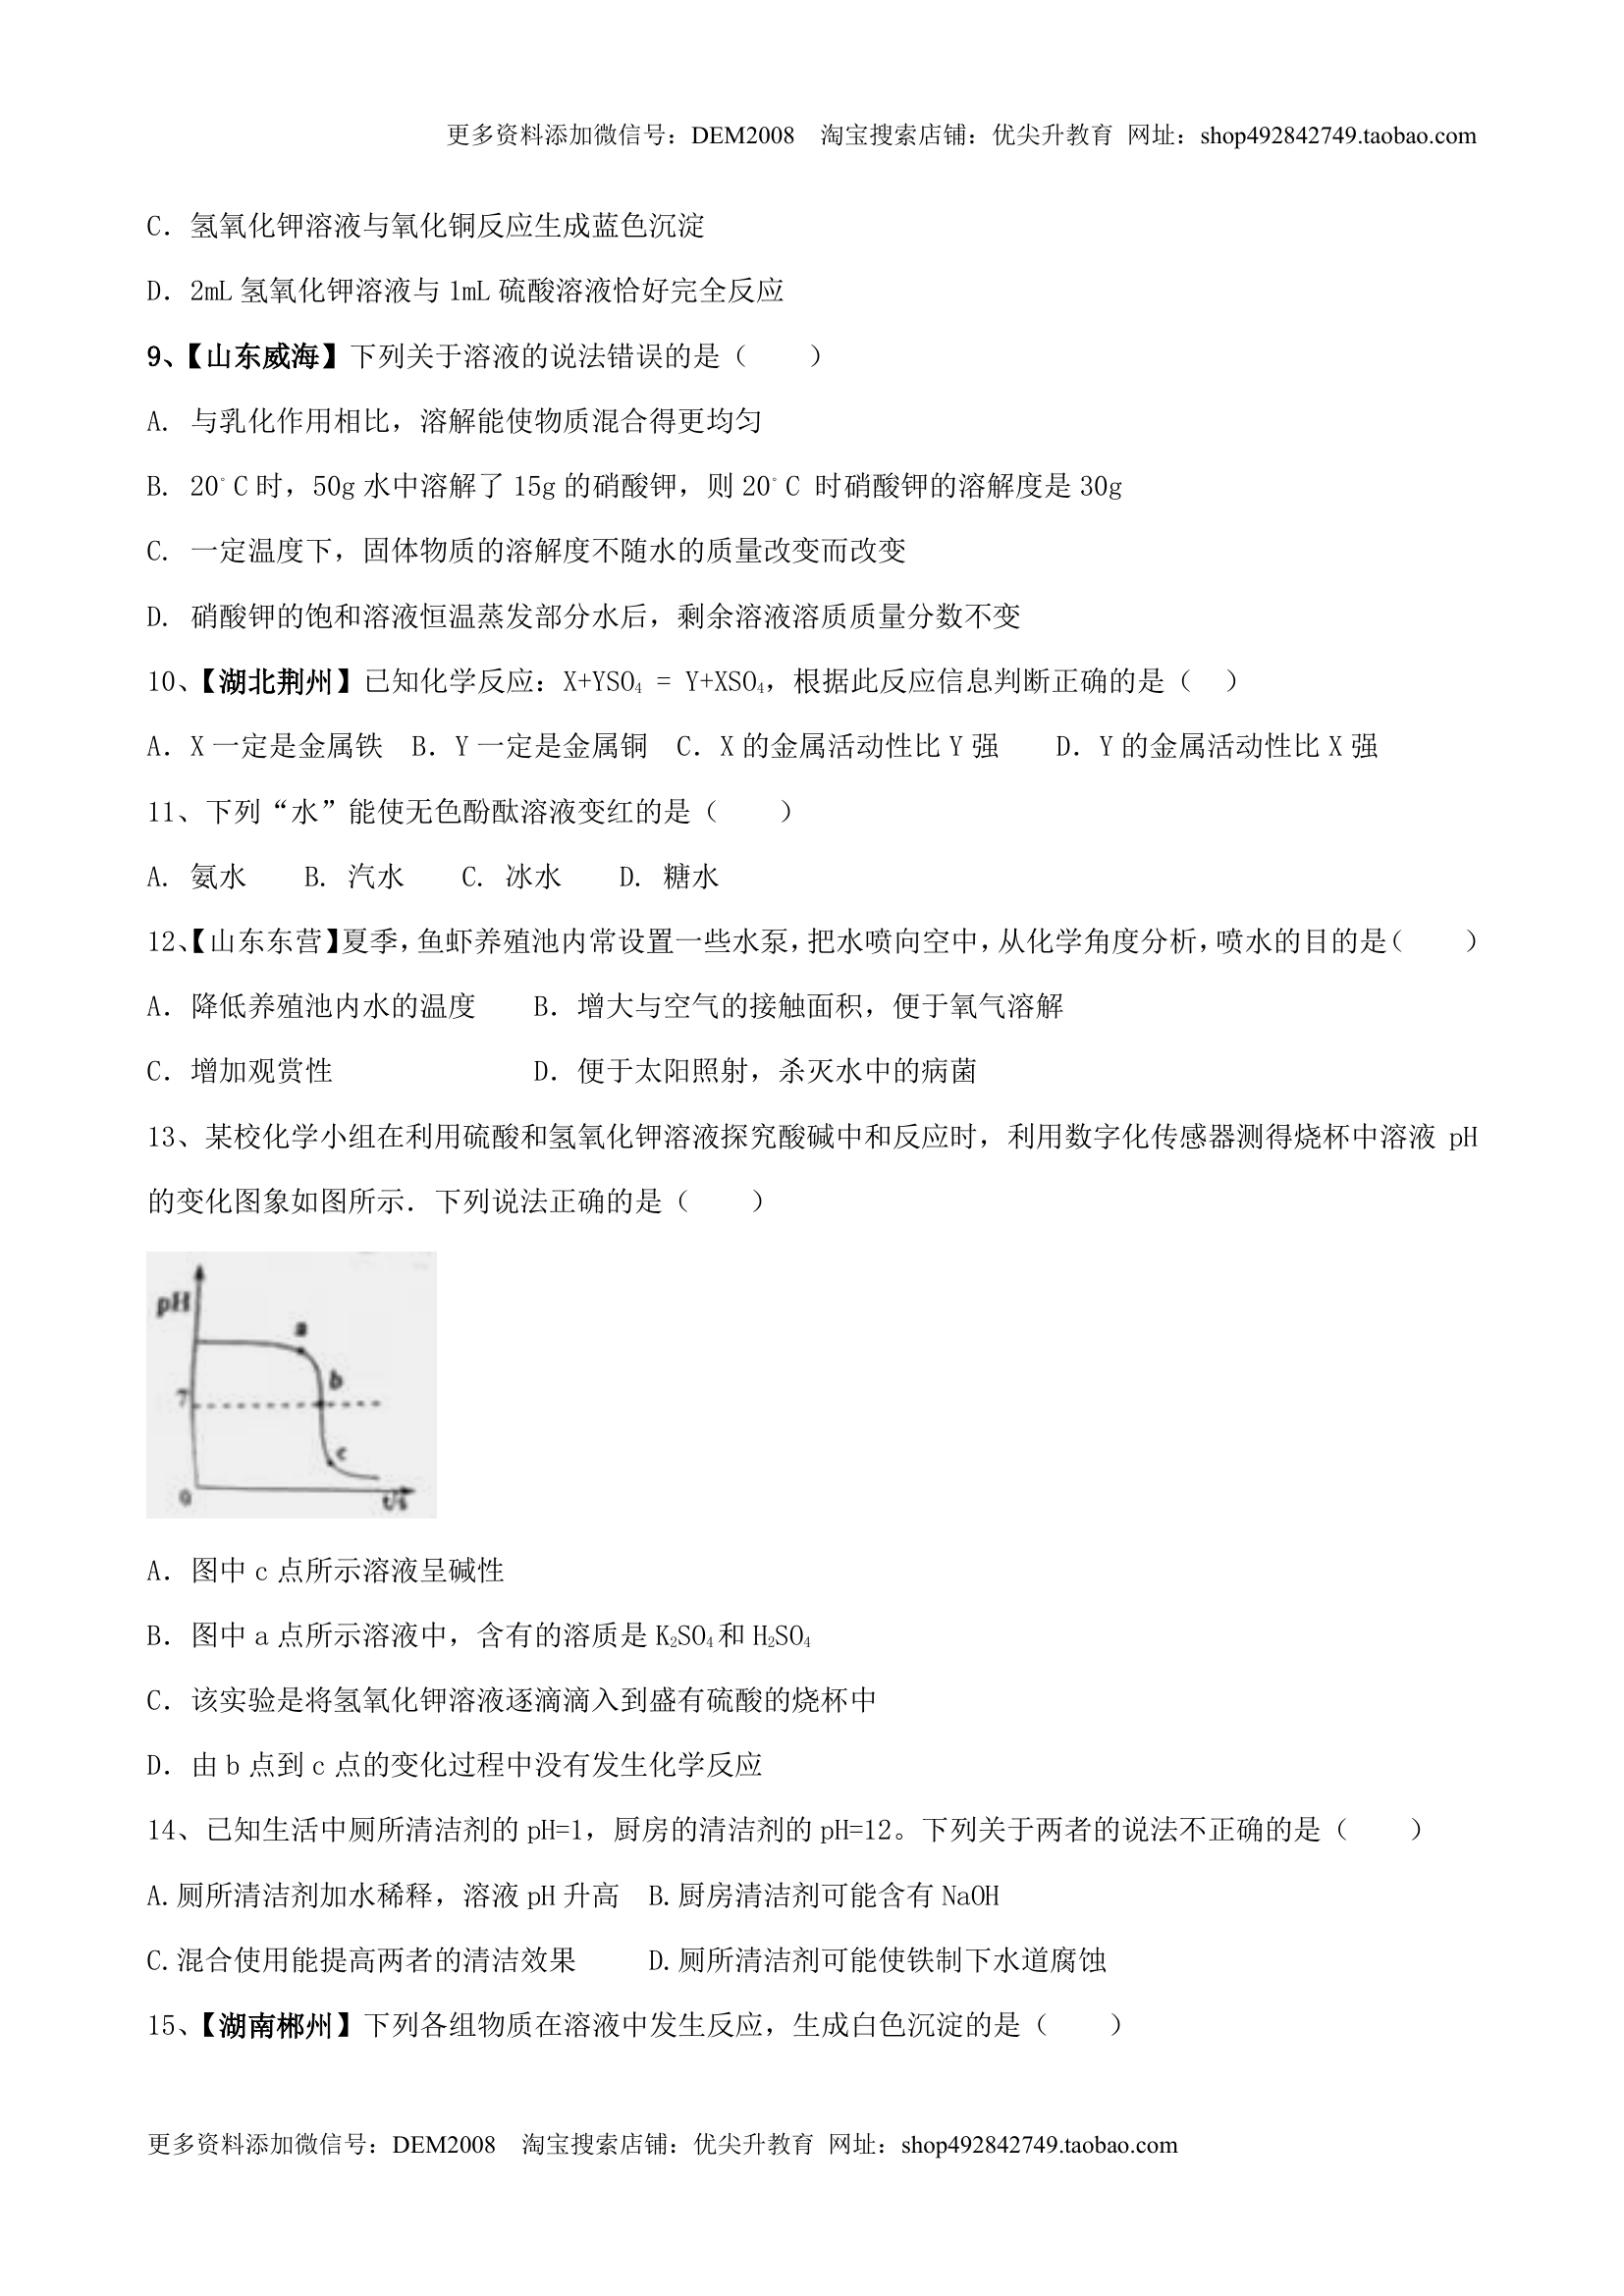 更多资料添加微信号：DEM2008　淘宝搜索店铺：优尖升教育 网址：shop492842749.taobao.com
C．氢氧化钾溶液与氧化铜反应生成蓝色沉淀
D．2mL 氢氧化钾溶液与 1mL 硫酸溶液恰好完全反应
9、【山东威海】下列关于溶液的说法错误的是（　　）
A. 与乳化作用相比，溶解能使物质混合得更均匀
B. 20°C 时，50g 水中溶解了 15g 的硝酸钾，则 20°C 时硝酸钾的溶解度是 30g
C. 一定温度下，固体物质的溶解度不随水的质量改变而改变
D. 硝酸钾的饱和溶液恒温蒸发部分水后，剩余溶液溶质质量分数不变
10、【湖北荆州】已知化学反应：X+YSO₄ = Y+XSO₄，根据此反应信息判断正确的是（　）
A．X 一定是金属铁　B．Y 一定是金属铜　C．X 的金属活动性比 Y 强　　D．Y 的金属活动性比 X 强
11、下列“水”能使无色酚酞溶液变红的是（　　）
A. 氨水　　B. 汽水　　C. 冰水　　D. 糖水
12、【山东东营】夏季，鱼虾养殖池内常设置一些水泵，把水喷向空中，从化学角度分析，喷水的目的是（　　）
A．降低养殖池内水的温度　　B．增大与空气的接触面积，便于氧气溶解
C．增加观赏性　　　　　　　D．便于太阳照射，杀灭水中的病菌
13、某校化学小组在利用硫酸和氢氧化钾溶液探究酸碱中和反应时，利用数字化传感器测得烧杯中溶液 pH
的变化图象如图所示．下列说法正确的是（　　）
pH
a
b
7
c
0
t/s
A．图中 c 点所示溶液呈碱性
B．图中 a 点所示溶液中，含有的溶质是 K₂SO₄ 和 H₂SO₄
C．该实验是将氢氧化钾溶液逐滴滴入到盛有硫酸的烧杯中
D．由 b 点到 c 点的变化过程中没有发生化学反应
14、已知生活中厕所清洁剂的 pH=1，厨房的清洁剂的 pH=12。下列关于两者的说法不正确的是（　　）
A.厕所清洁剂加水稀释，溶液 pH 升高　B.厨房清洁剂可能含有 NaOH
C.混合使用能提高两者的清洁效果　　 D.厕所清洁剂可能使铁制下水道腐蚀
15、【湖南郴州】下列各组物质在溶液中发生反应，生成白色沉淀的是（　　）
更多资料添加微信号：DEM2008　淘宝搜索店铺：优尖升教育 网址：shop492842749.taobao.com